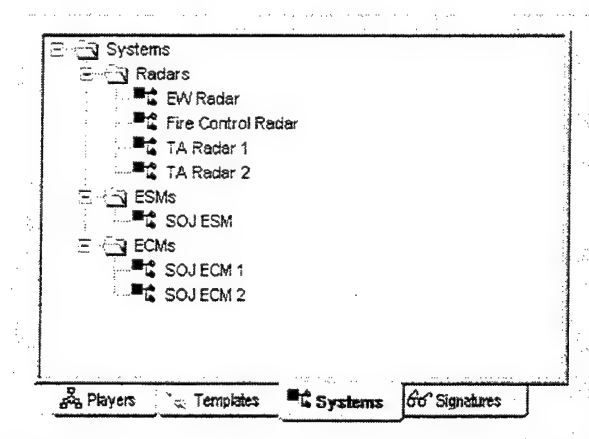 Systems
Radars
EW Radar
Fire Control Radar
TA Radar 1
TA Radar 2
ESMs
SOJ ESM
ECMs
SOJ ECM 1
SOJ ECM 2
Players Templates Systems Signatures